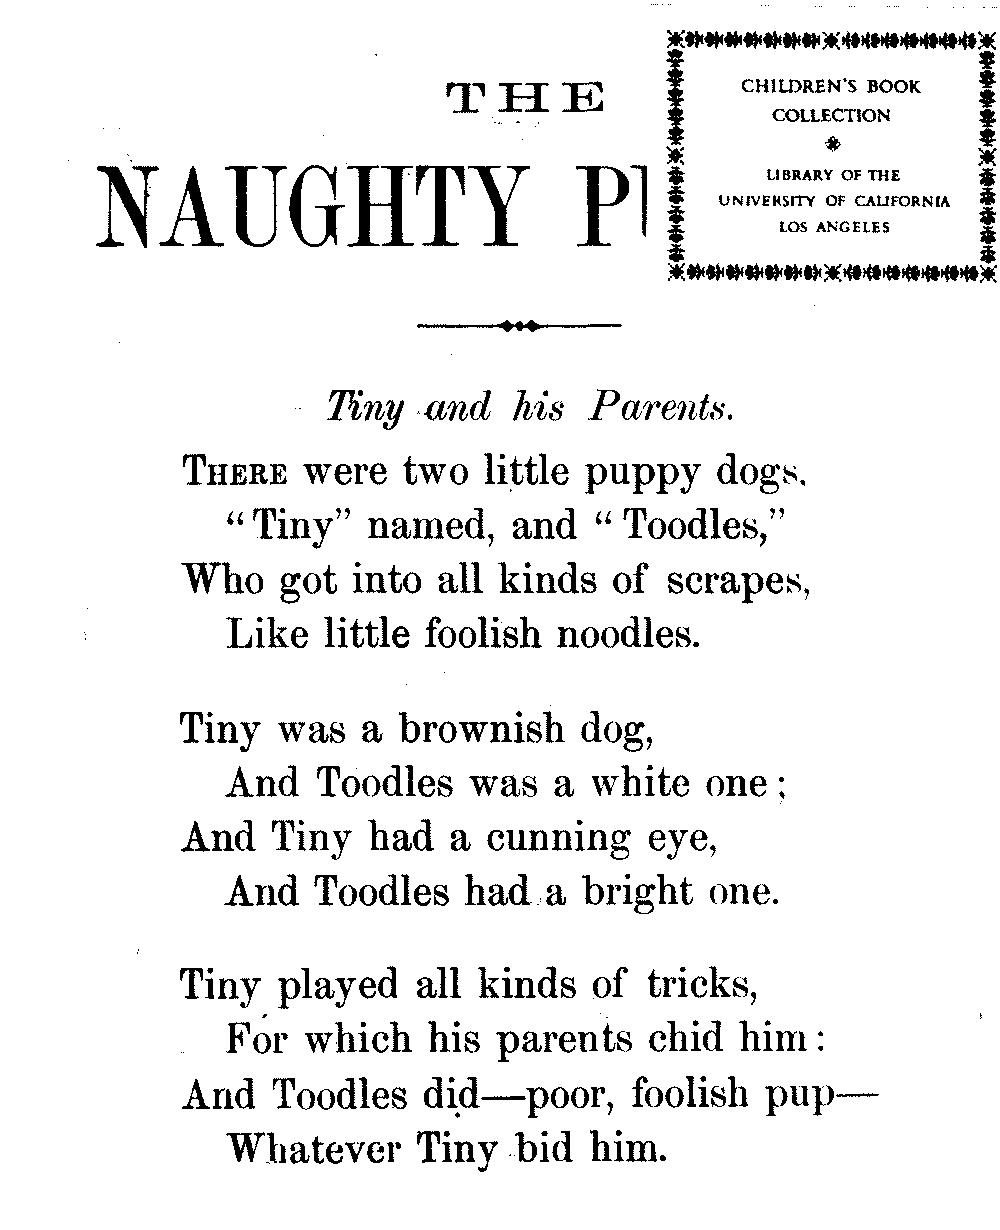 THE
NAUGHTY
CHILDREN'S BOOK
COLLECTION
LIBRARY OF THE
UNIVERSITY OF CALIFORNIA
LOS ANGELES
Tiny and his Parents.
THERE were two little puppy dogs,
"Tiny" named, and "Toodles,"
Who got into all kinds of scrapes,
Like little foolish noodles.
Tiny was a brownish dog,
And Toodles was a white one;
And Tiny had a cunning eye,
And Toodles had a bright one.
Tiny played all kinds of tricks,
For which his parents chid him:
And Toodles did—poor, foolish pup—
Whatever Tiny bid him.